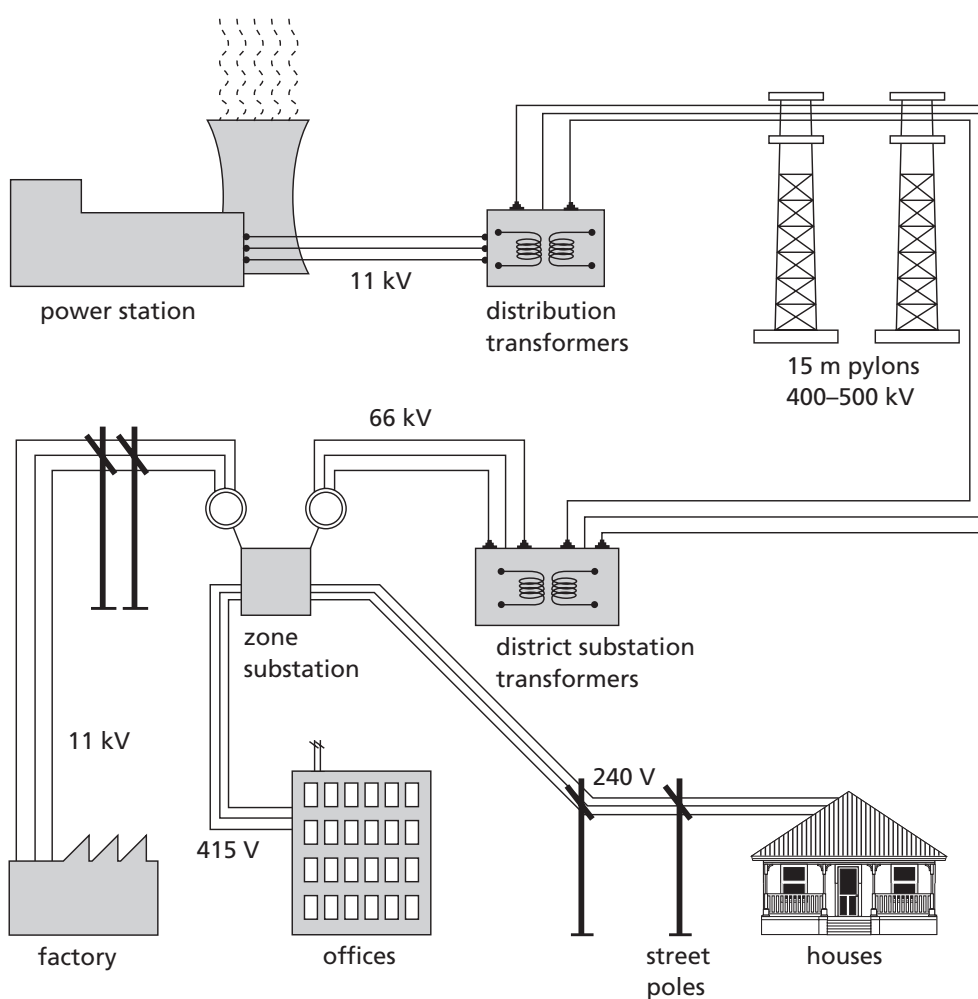 11 kV
power station
distribution
transformers
15 m pylons
400–500 kV
66 kV
zone
substation
district substation
transformers
11 kV
240 V
415 V
factory
offices
street
poles
houses